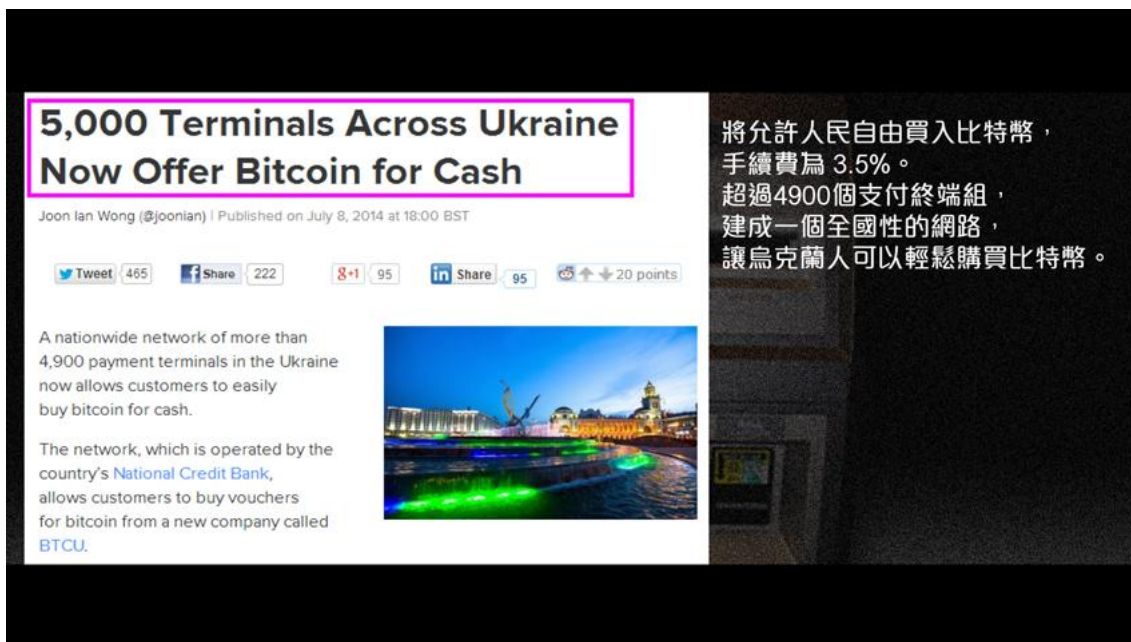 5,000 Terminals Across Ukraine
Now Offer Bitcoin for Cash
Joon Ian Wong (@joonian) | Published on July 8, 2014 at 18:00 BST
Tweet 465
Share 222
8+1 95
in Share 95
20 points
A nationwide network of more than
4,900 payment terminals in the Ukraine
now allows customers to easily
buy bitcoin for cash.
The network, which is operated by the
country's National Credit Bank,
allows customers to buy vouchers
for bitcoin from a new company called
BTCU.
將允許人民自由買入比特幣，
手續費為 3.5%。
超過4900個支付終端組，
建成一個全國性的網路，
讓烏克蘭人可以輕鬆購買比特幣。